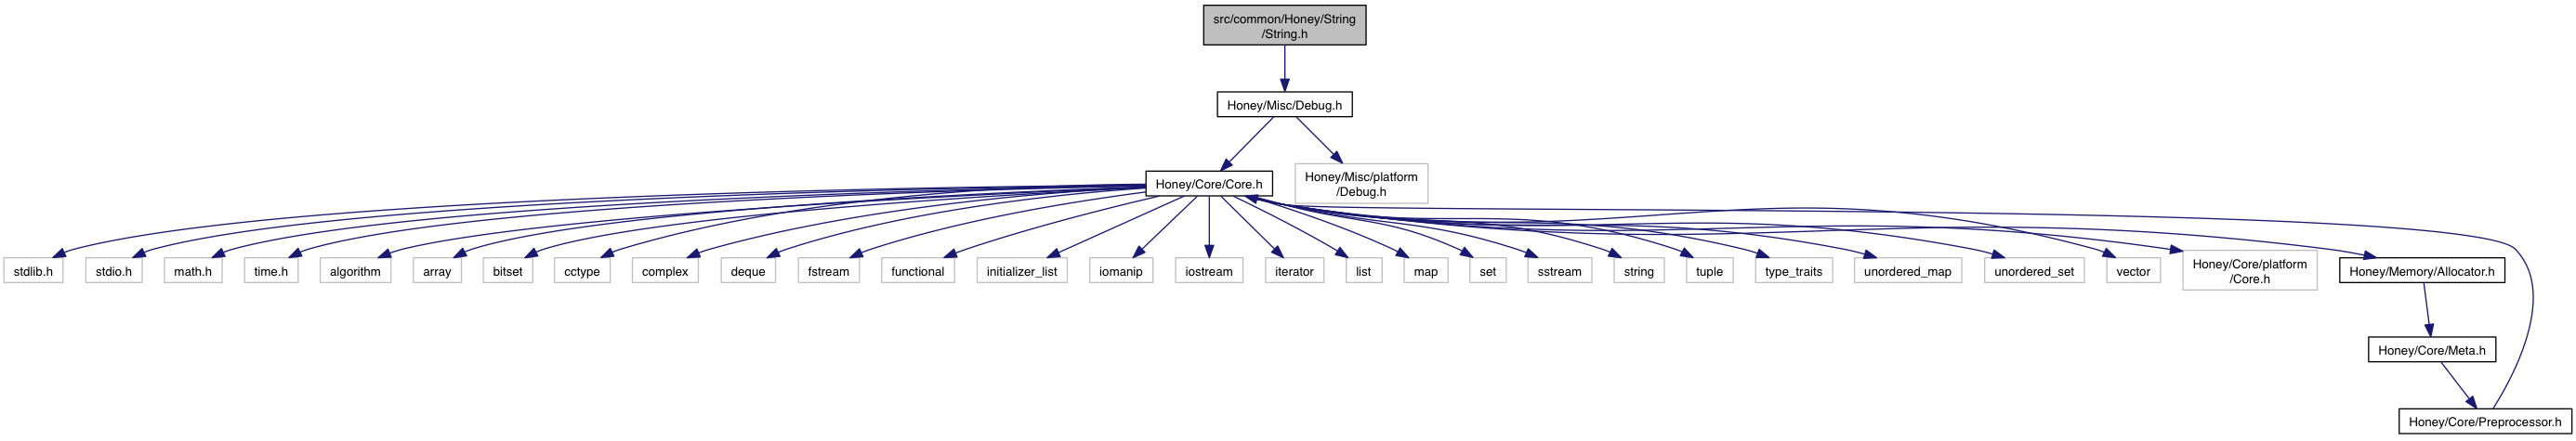 src/common/Honey/String
/String.h
Honey/Misc/Debug.h
Honey/Core/Core.h
Honey/Misc/platform
/Debug.h
stdlib.h
stdio.h
math.h
time.h
algorithm
array
bitset
cctype
complex
deque
fstream
functional
initializer_list
iomanip
iostream
iterator
list
map
set
sstream
string
tuple
type_traits
unordered_map
unordered_set
vector
Honey/Core/platform
/Core.h
Honey/Memory/Allocator.h
Honey/Core/Meta.h
Honey/Core/Preprocessor.h